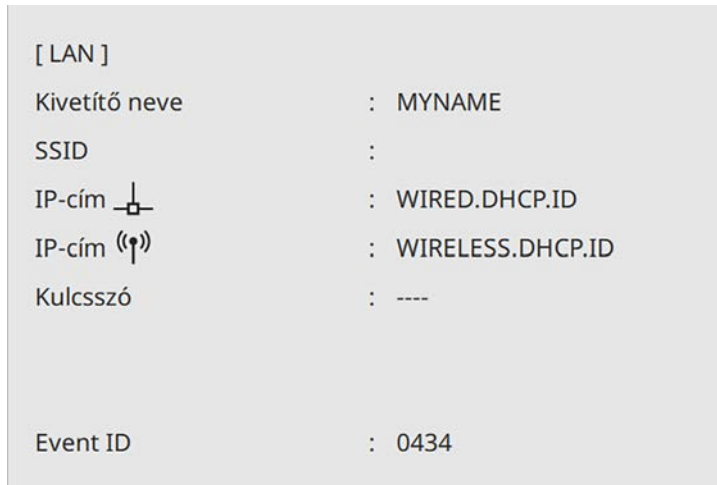 [ LAN ]
Kivetítő neve : MYNAME
SSID :
IP-cím : WIRED.DHCP.ID
IP-cím : WIRELESS.DHCP.ID
Kulcsszó : ----
Event ID : 0434